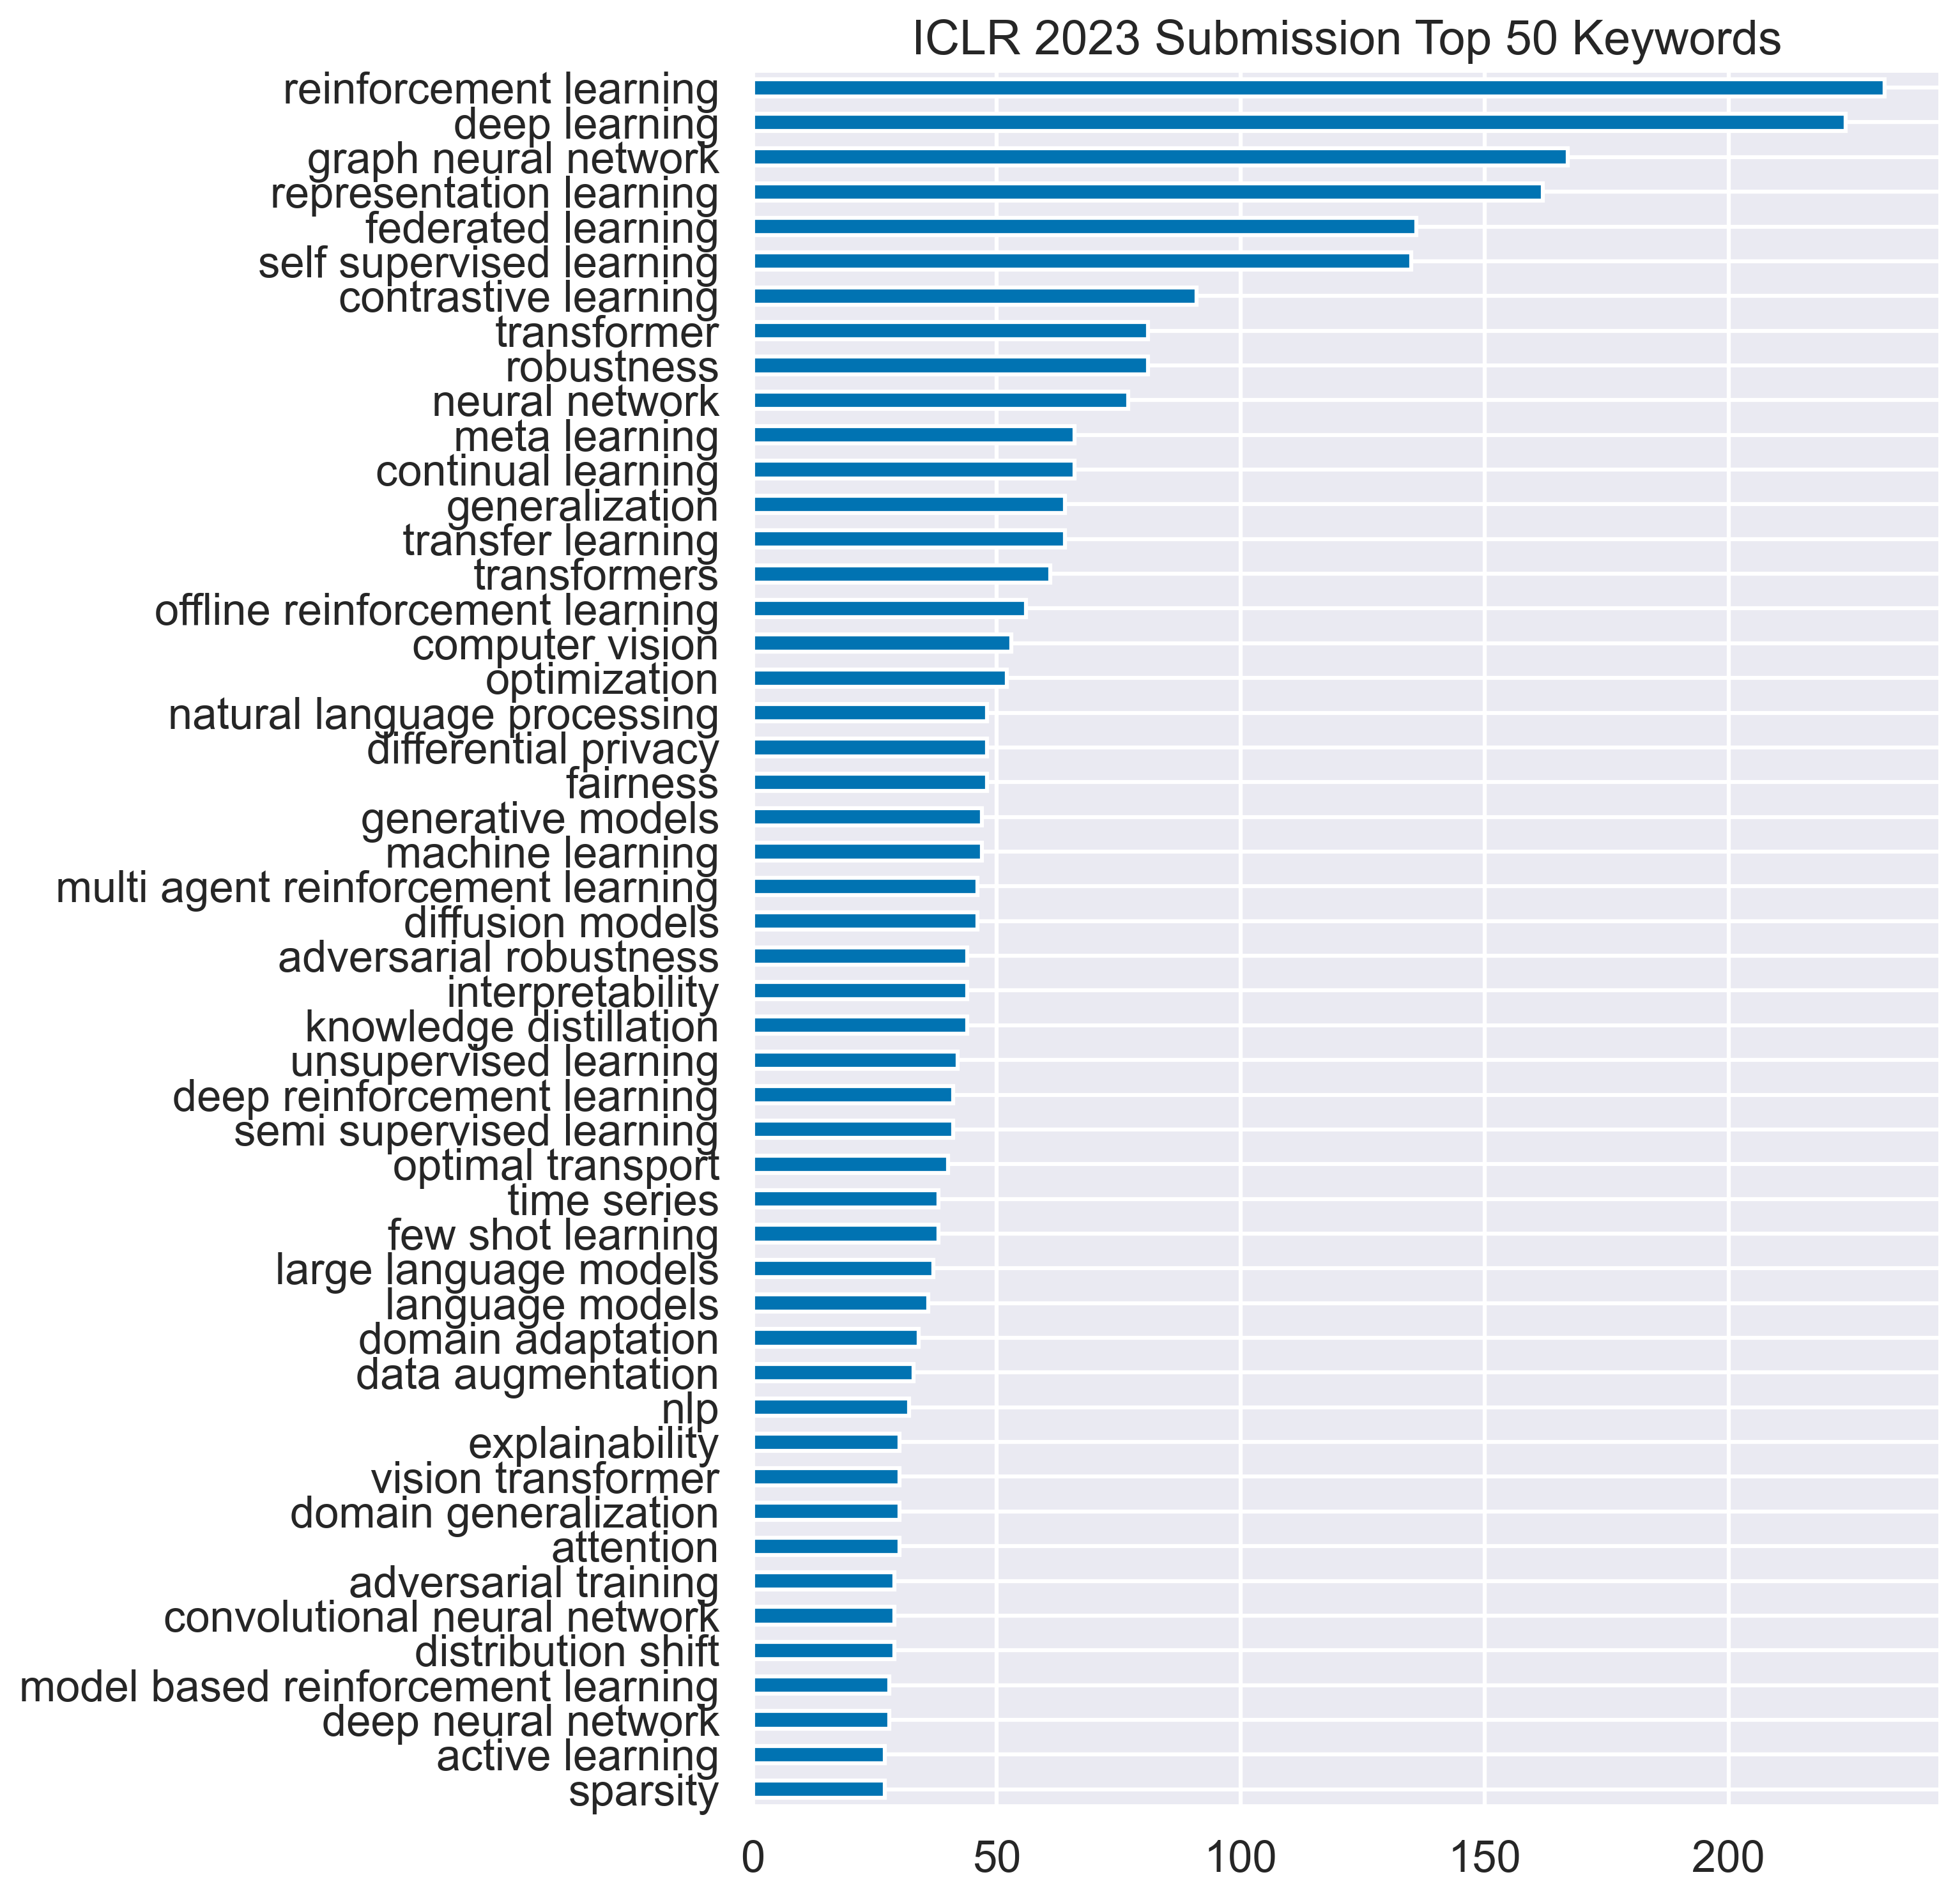 ICLR 2023 Submission Top 50 Keywords
reinforcement learning
deep learning
graph neural network
representation learning
federated learning
self supervised learning
contrastive learning
transformer
robustness
neural network
meta learning
continual learning
generalization
transfer learning
transformers
offline reinforcement learning
computer vision
optimization
natural language processing
differential privacy
fairness
generative models
machine learning
multi agent reinforcement learning
diffusion models
adversarial robustness
interpretability
knowledge distillation
unsupervised learning
deep reinforcement learning
semi supervised learning
optimal transport
time series
few shot learning
large language models
language models
domain adaptation
data augmentation
nlp
explainability
vision transformer
domain generalization
attention
adversarial training
convolutional neural network
distribution shift
model based reinforcement learning
deep neural network
active learning
sparsity
0 50 100 150 200